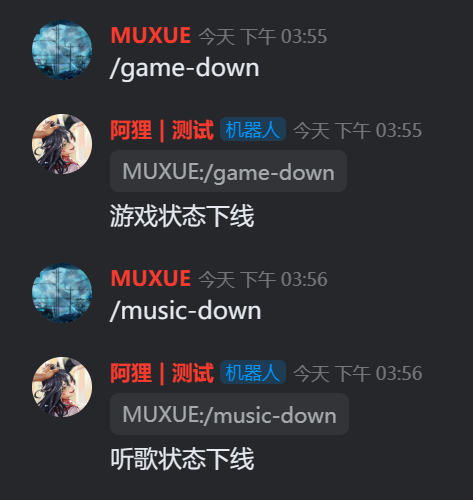 MUXUE 今天 下午 03:55
/game-down
阿狸 | 测试 机器人 今天 下午 03:55
MUXUE:/game-down
游戏状态下线
MUXUE 今天 下午 03:56
/music-down
阿狸 | 测试 机器人 今天 下午 03:56
MUXUE:/music-down
听歌状态下线